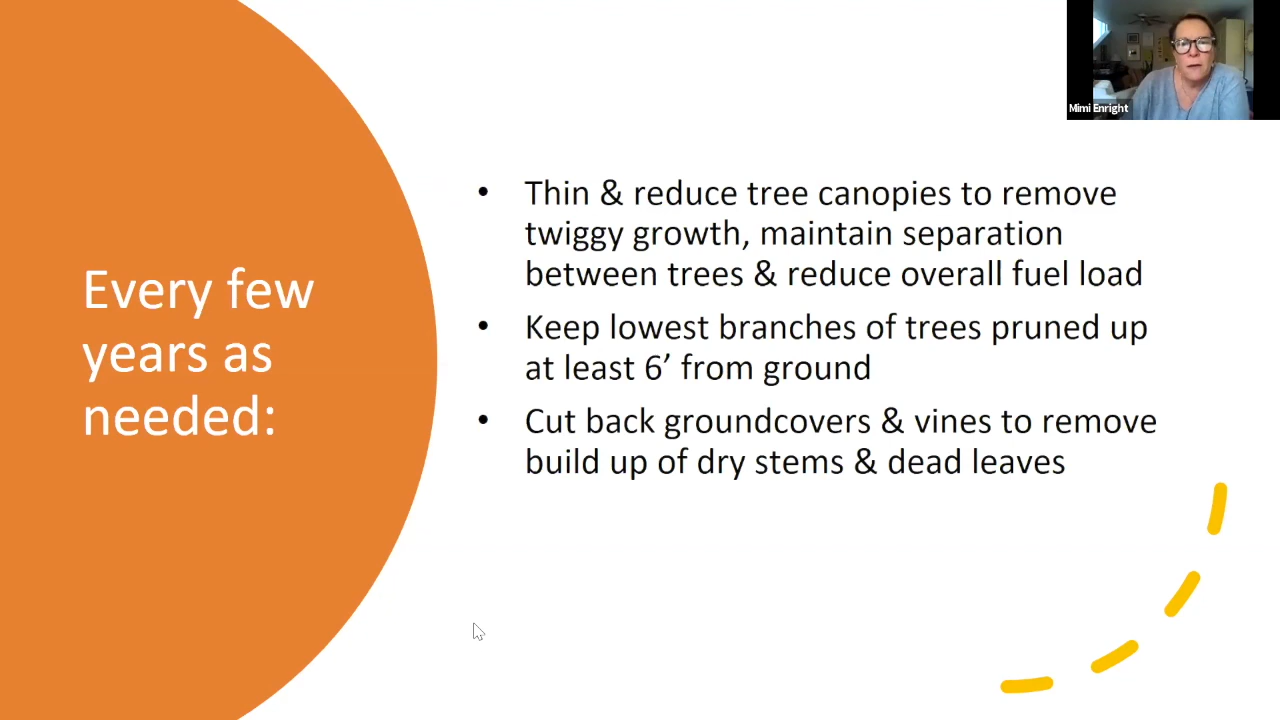 Mimi Enright
Every few
years as
needed:
• Thin & reduce tree canopies to remove
twiggy growth, maintain separation
between trees & reduce overall fuel load
• Keep lowest branches of trees pruned up
at least 6’ from ground
• Cut back groundcovers & vines to remove
build up of dry stems & dead leaves